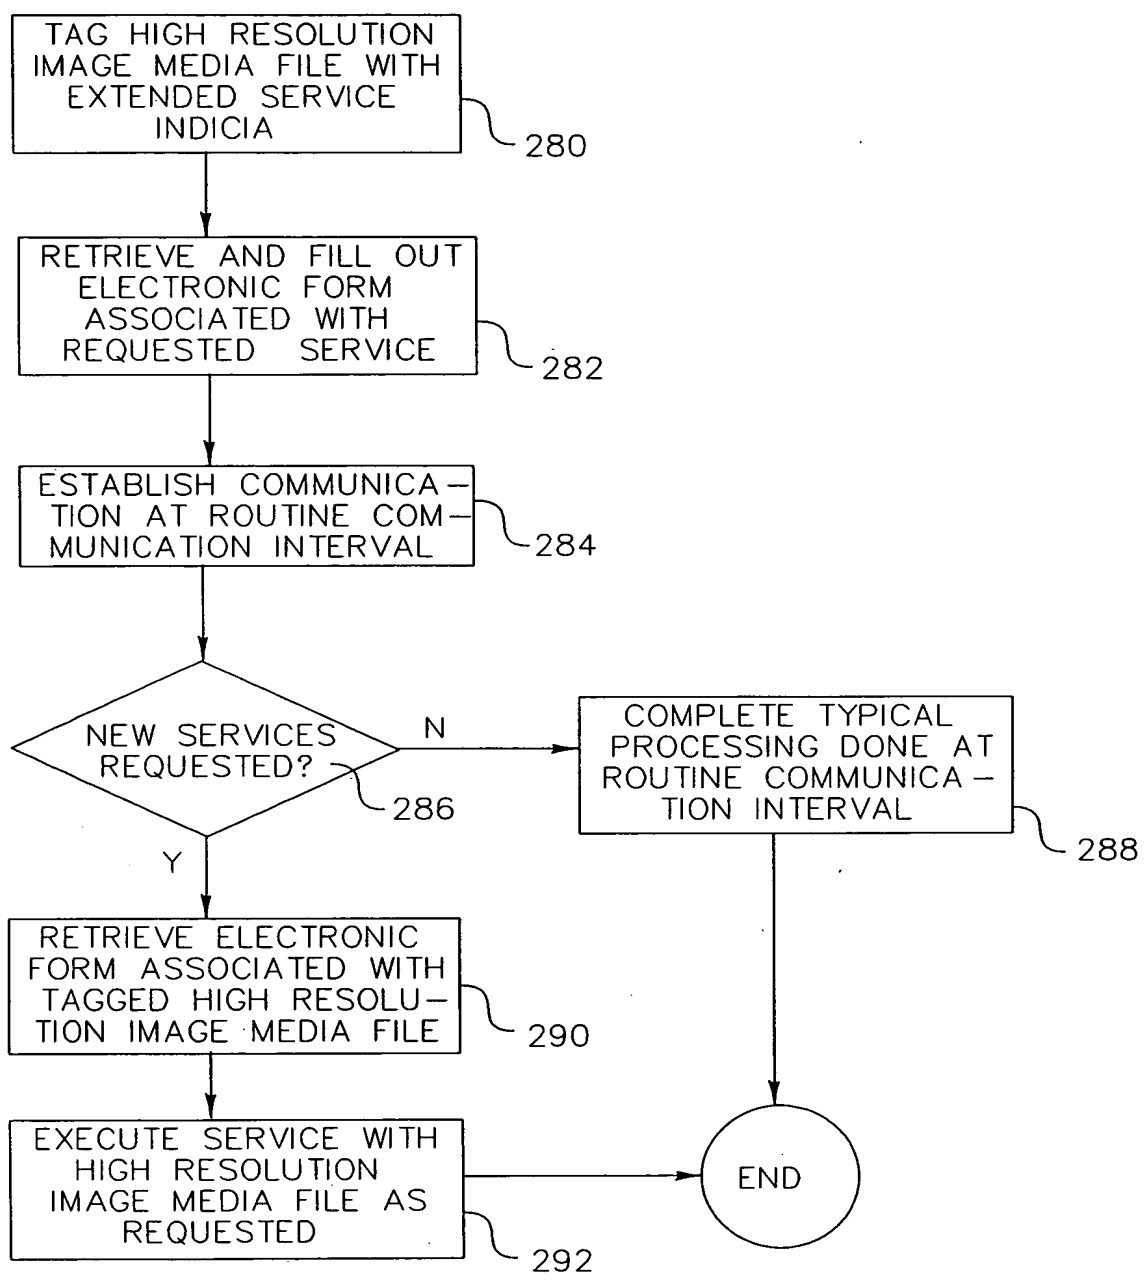 TAG HIGH RESOLUTION
IMAGE MEDIA FILE WITH
EXTENDED SERVICE
INDICIA
280
RETRIEVE AND FILL OUT
ELECTRONIC FORM
ASSOCIATED WITH
REQUESTED SERVICE
282
ESTABLISH COMMUNICA-
TION AT ROUTINE COM-
MUNICATION INTERVAL
284
NEW SERVICES
REQUESTED?
286
N
COMPLETE TYPICAL
PROCESSING DONE AT
ROUTINE COMMUNICA-
TION INTERVAL
288
Y
RETRIEVE ELECTRONIC
FORM ASSOCIATED WITH
TAGGED HIGH RESOLU-
TION IMAGE MEDIA FILE
290
EXECUTE SERVICE WITH
HIGH RESOLUTION
IMAGE MEDIA FILE AS
REQUESTED
292
END